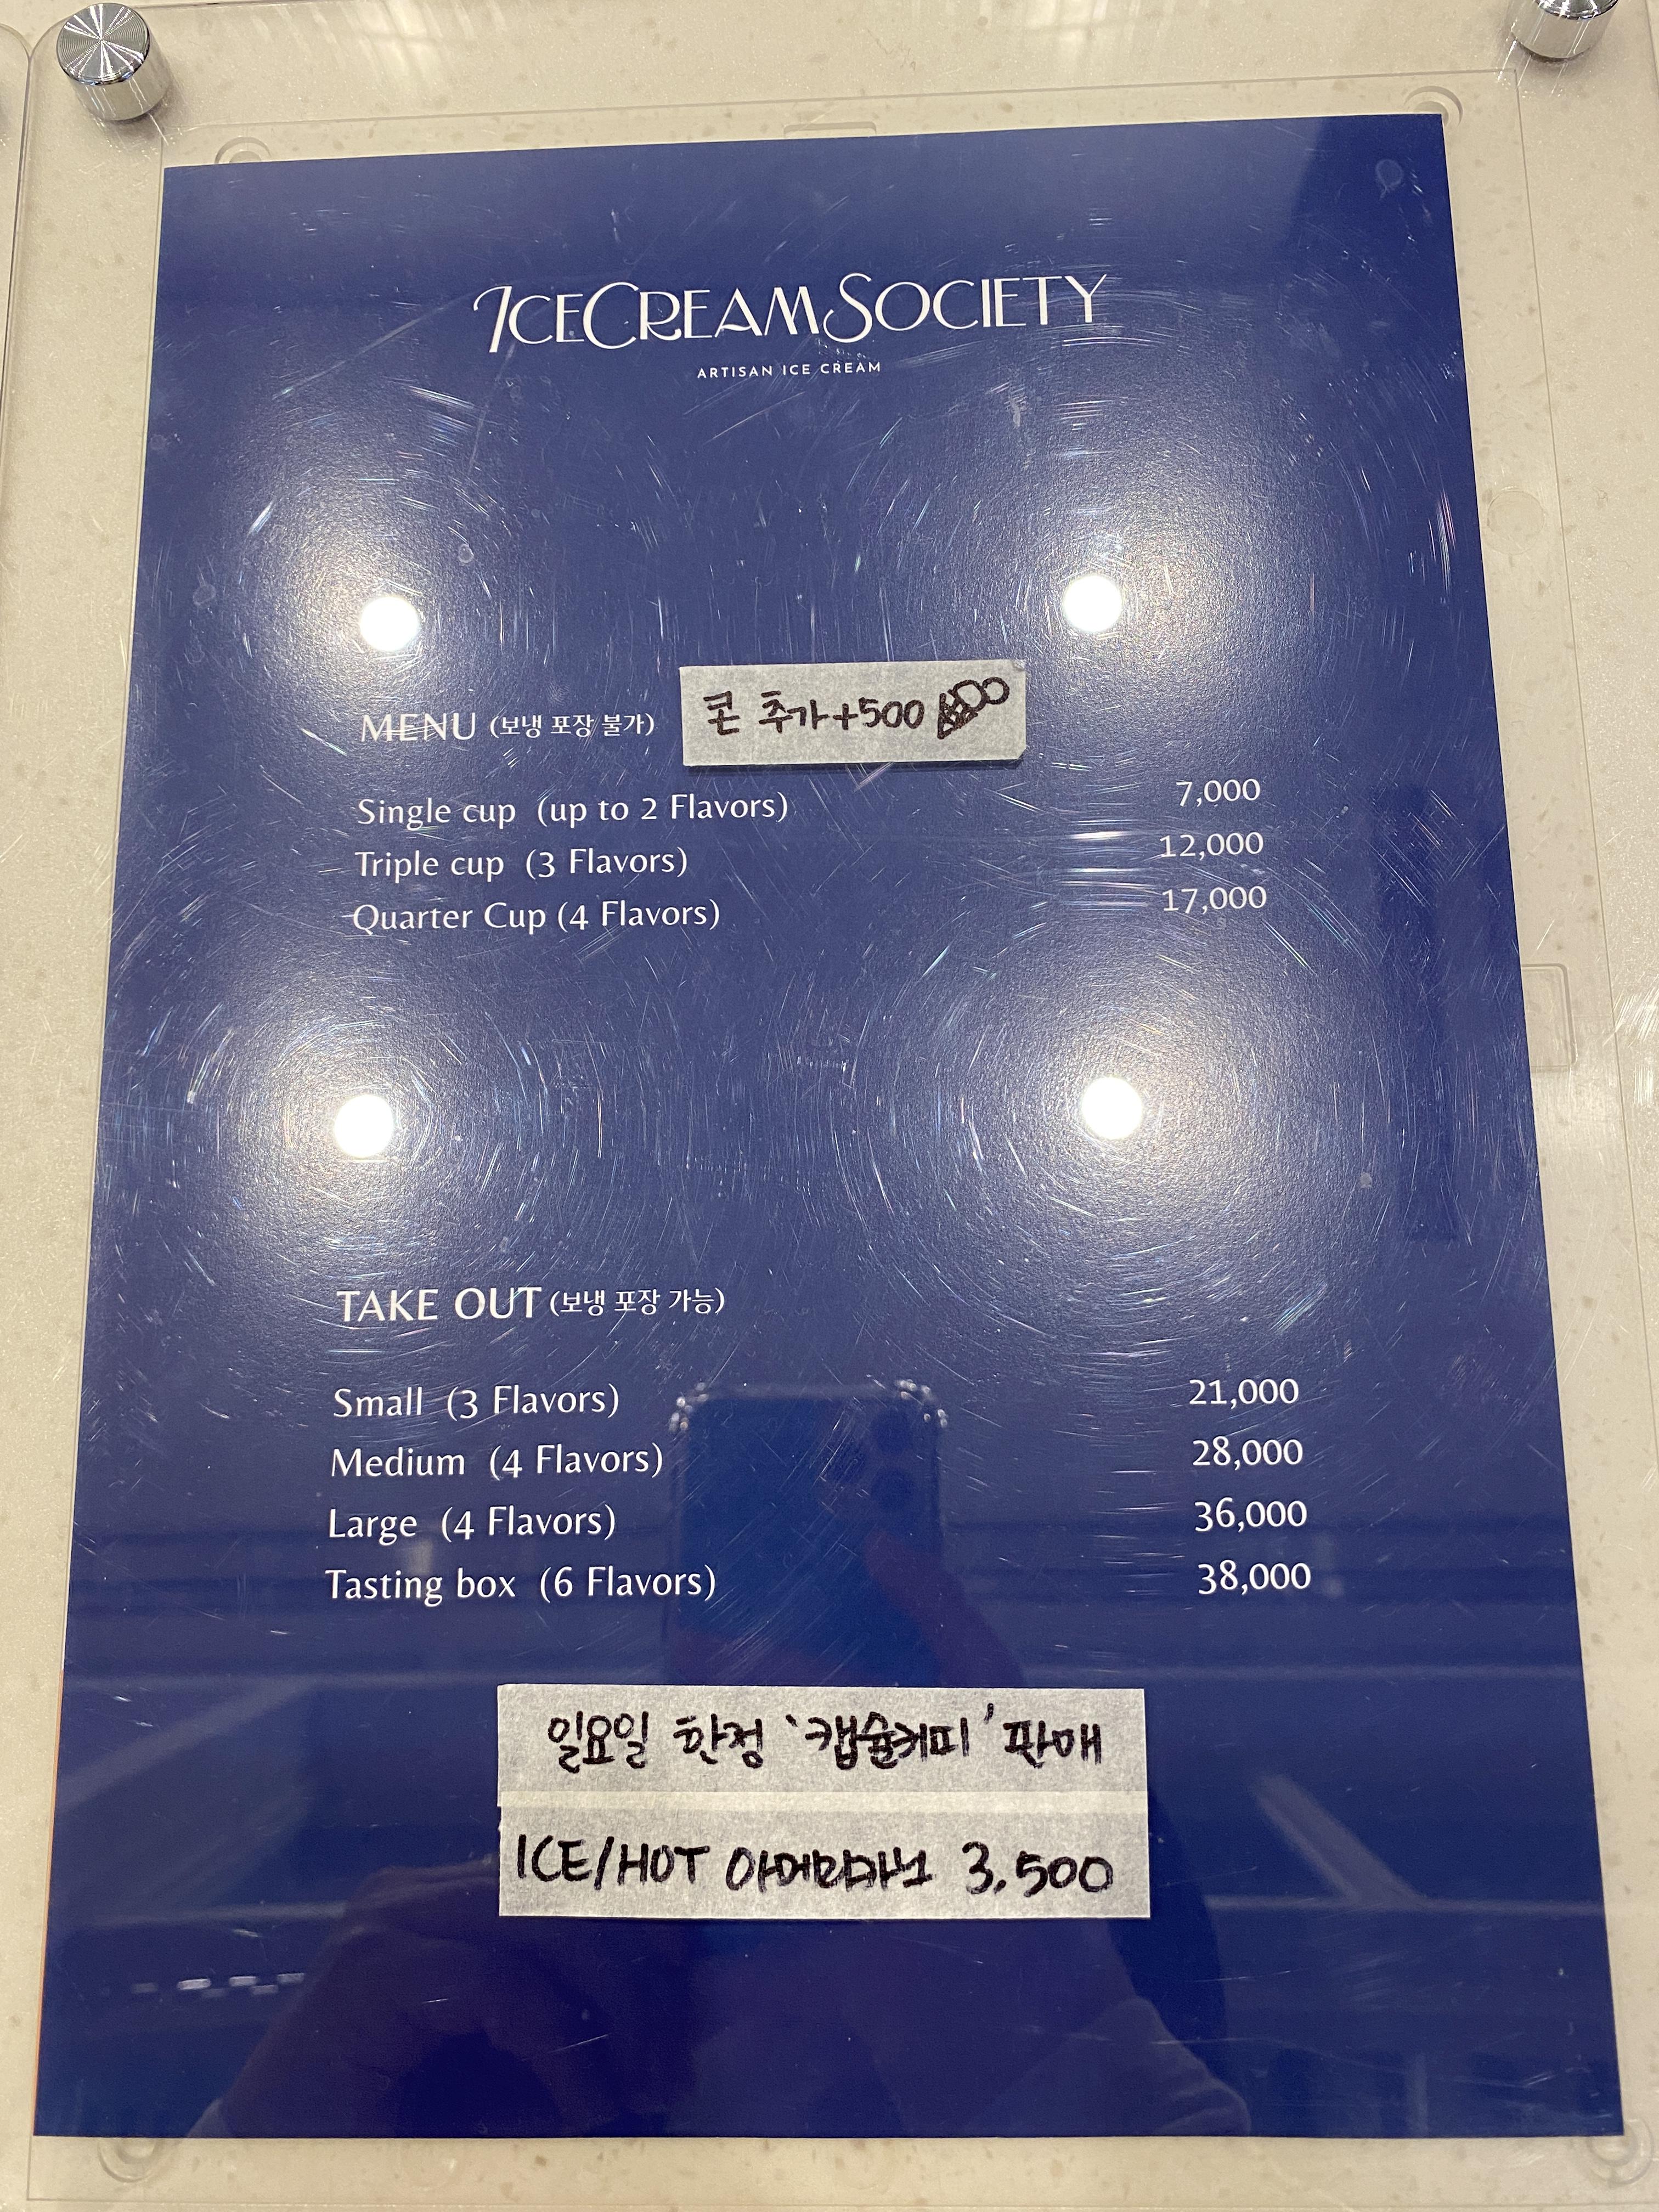 ICECREAM SOCIETY
ARTISAN ICE CREAM
MENU (보냉 포장 불가) 콘 추가+500
Single cup (up to 2 Flavors) 7,000
Triple cup (3 Flavors) 12,000
Quarter Cup (4 Flavors) 17,000
TAKE OUT (보냉 포장 가능)
Small (3 Flavors) 21,000
Medium (4 Flavors) 28,000
Large (4 Flavors) 36,000
Tasting box (6 Flavors) 38,000
일요일 한정 '캡슐커피' 판매
ICE/HOT 아메리카노 3,500